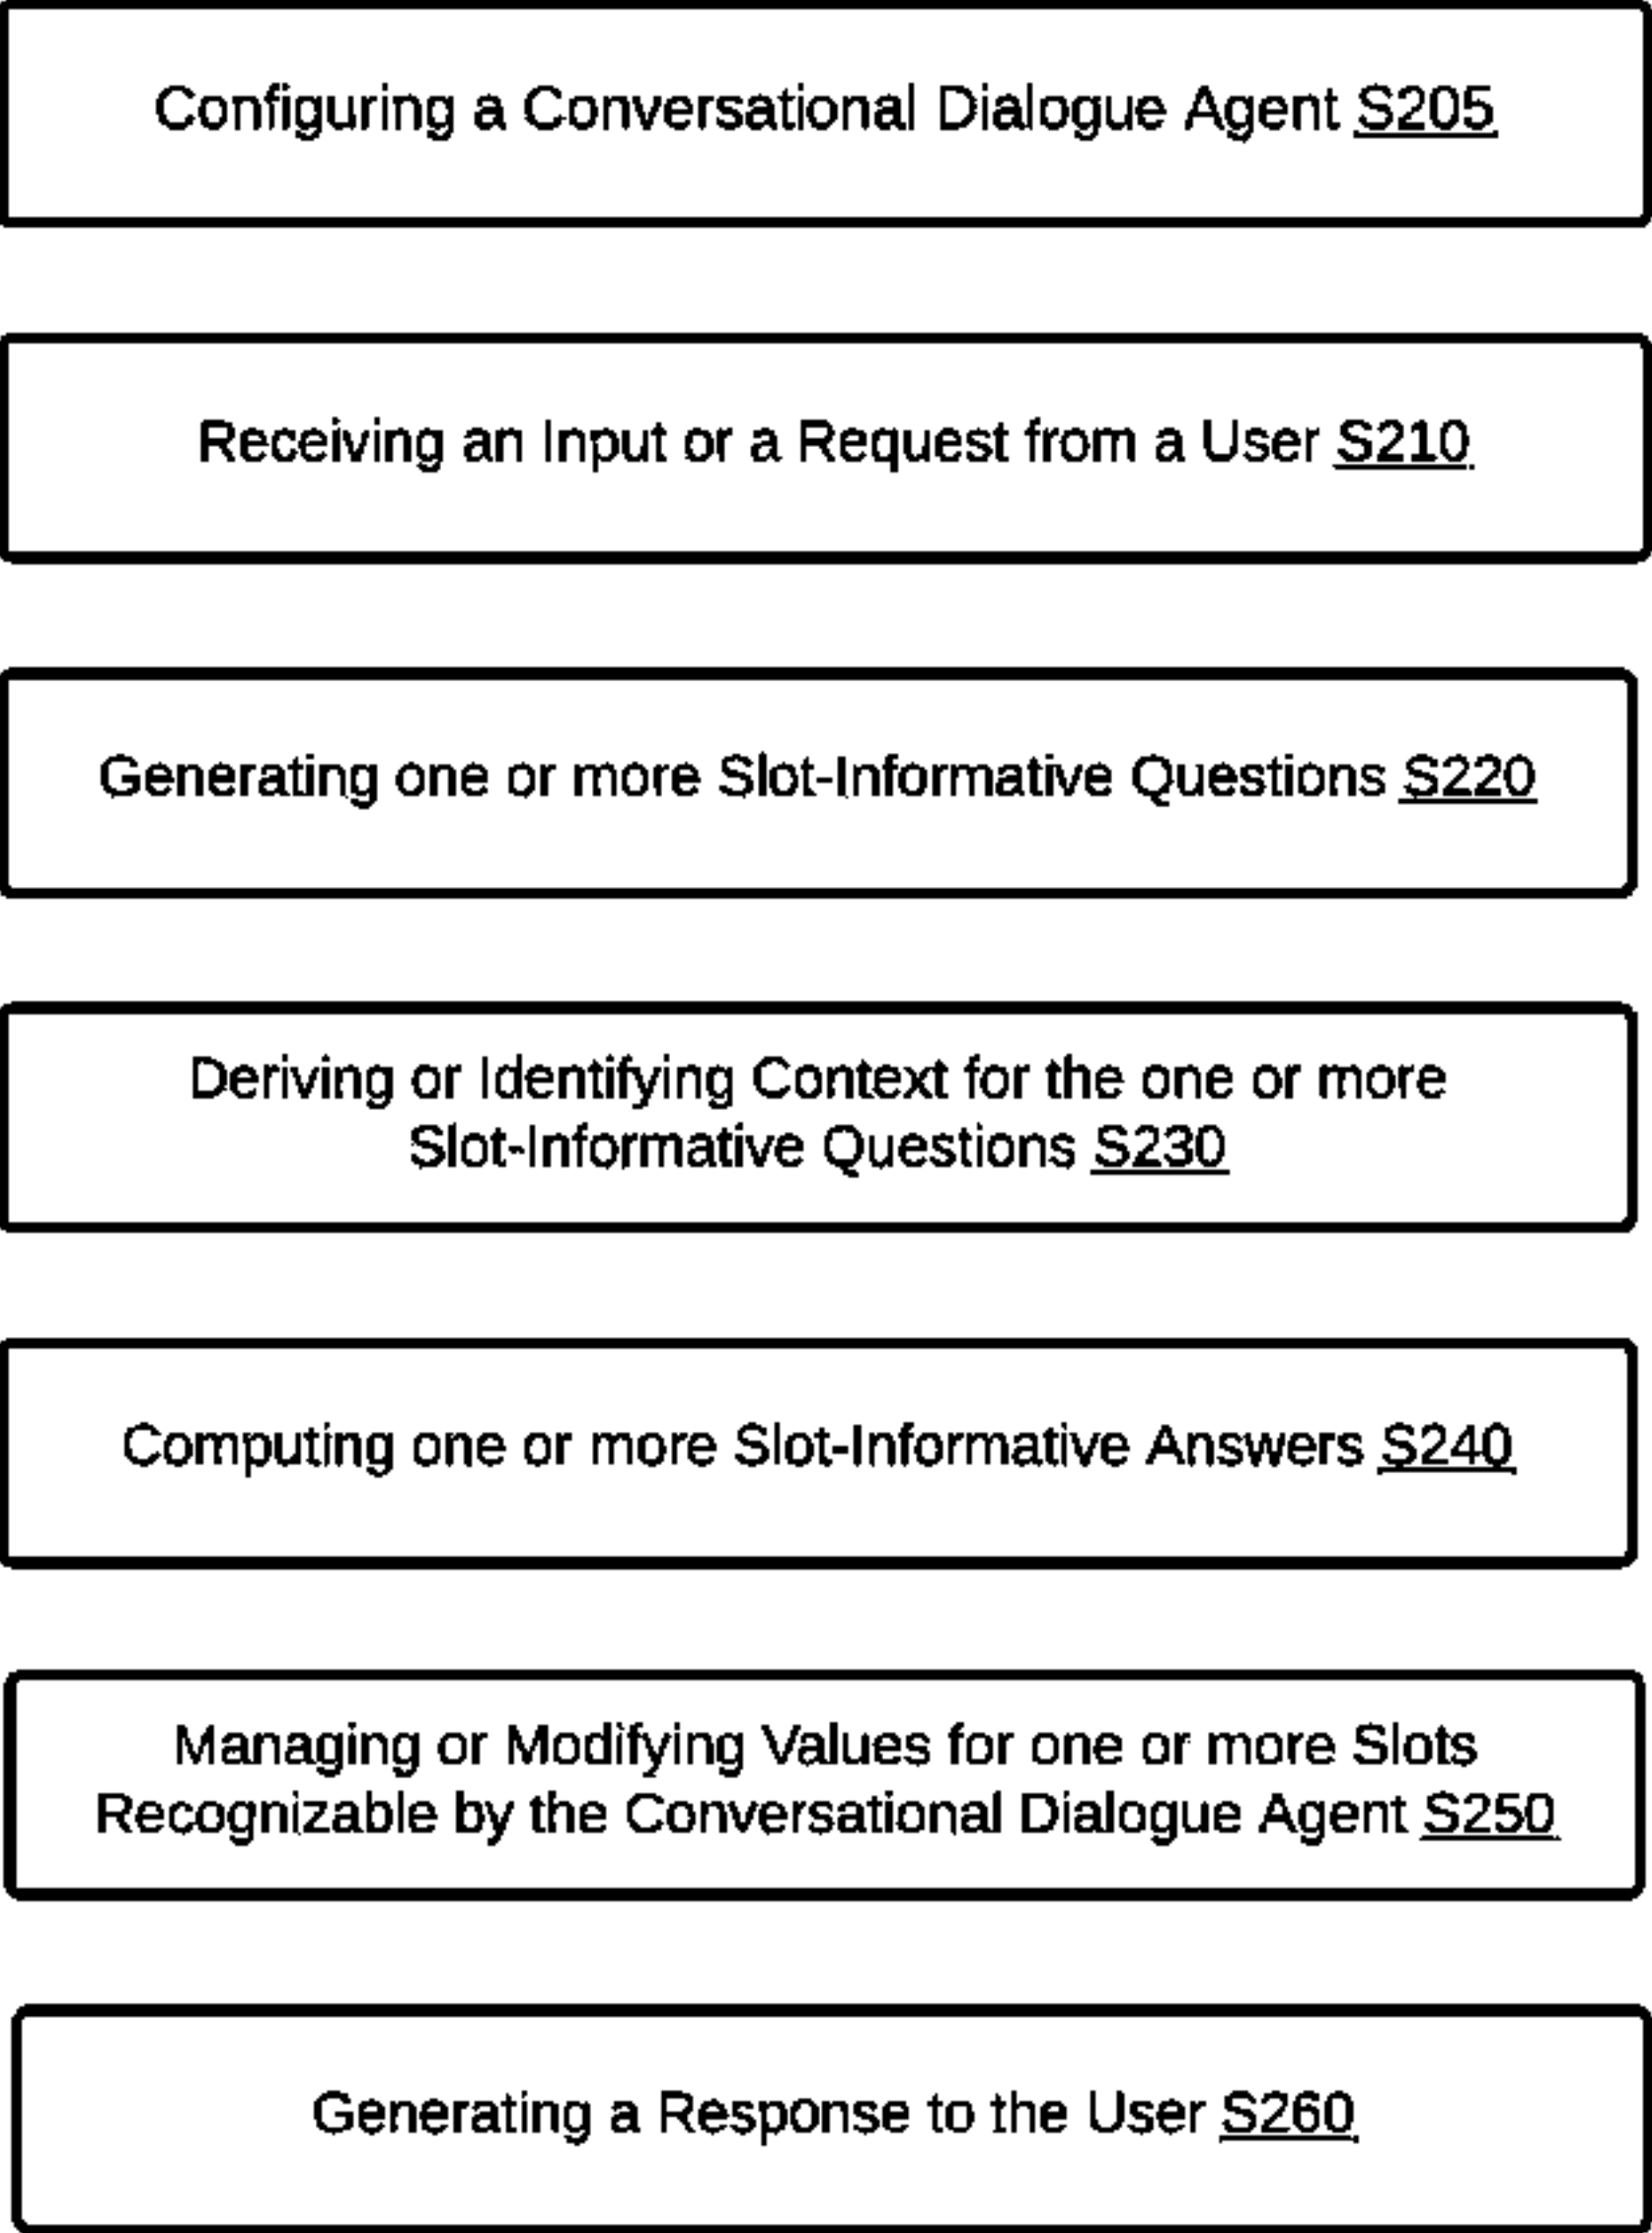 Configuring a Conversational Dialogue Agent S205
Receiving an Input or a Request from a User S210
Generating one or more Slot-Informative Questions S220
Deriving or Identifying Context for the one or more
Slot-Informative Questions S230
Computing one or more Slot-Informative Answers S240
Managing or Modifying Values for one or more Slots
Recognizable by the Conversational Dialogue Agent S250
Generating a Response to the User S260